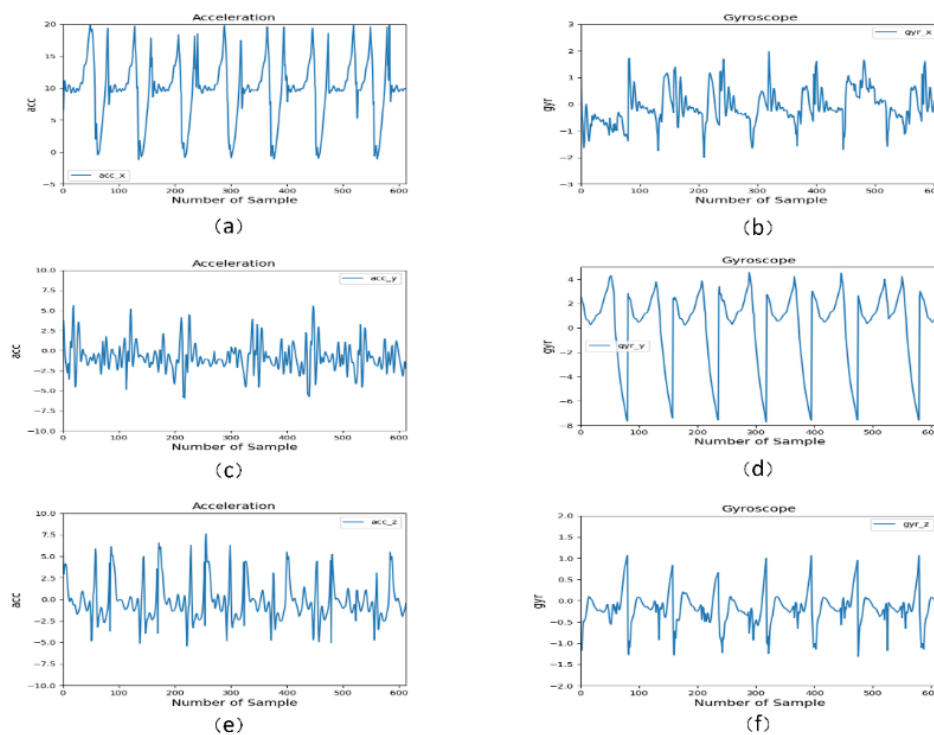 Acceleration
20
15
10
5
0
−5
acc
acc_x
0 100 200 300 400 500 600
Number of Sample
(a)
Gyroscope
3
2
1
0
−1
−2
−3
gyr
gyr_x
0 100 200 300 400 500 600
Number of Sample
(b)
Acceleration
10.0
7.5
5.0
2.5
0.0
−2.5
−5.0
−7.5
−10.0
acc
acc_y
0 100 200 300 400 500 600
Number of Sample
(c)
Gyroscope
4
2
0
−2
−4
−6
−8
gyr
gyr_y
0 100 200 300 400 500 600
Number of Sample
(d)
Acceleration
10.0
7.5
5.0
2.5
0.0
−2.5
−5.0
−7.5
−10.0
acc
acc_z
0 100 200 300 400 500 600
Number of Sample
(e)
Gyroscope
2.0
1.5
1.0
0.5
0.0
−0.5
−1.0
−1.5
−2.0
gyr
gyr_z
0 100 200 300 400 500 600
Number of Sample
(f)